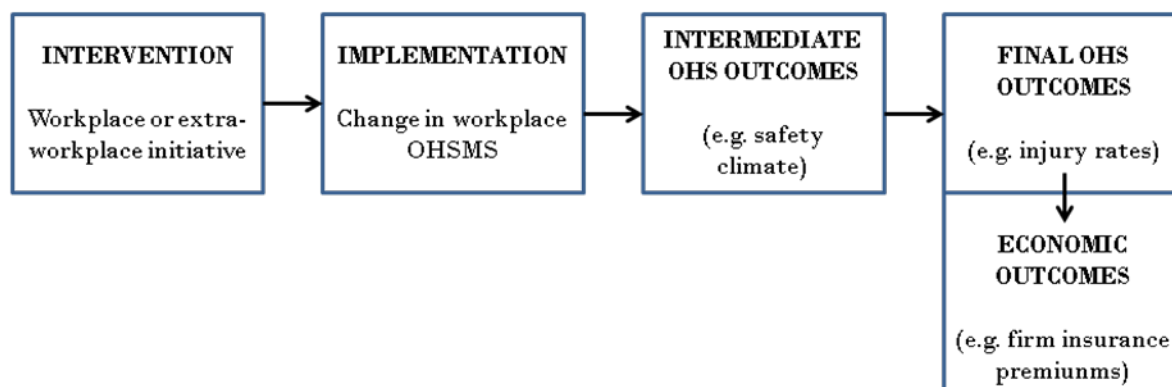 INTERVENTION
Workplace or extra-
workplace initiative
IMPLEMENTATION
Change in workplace
OHSMS
INTERMEDIATE
OHS OUTCOMES
(e.g. safety
climate)
FINAL OHS
OUTCOMES
(e.g. injury rates)
ECONOMIC
OUTCOMES
(e.g. firm insurance
premiunms)